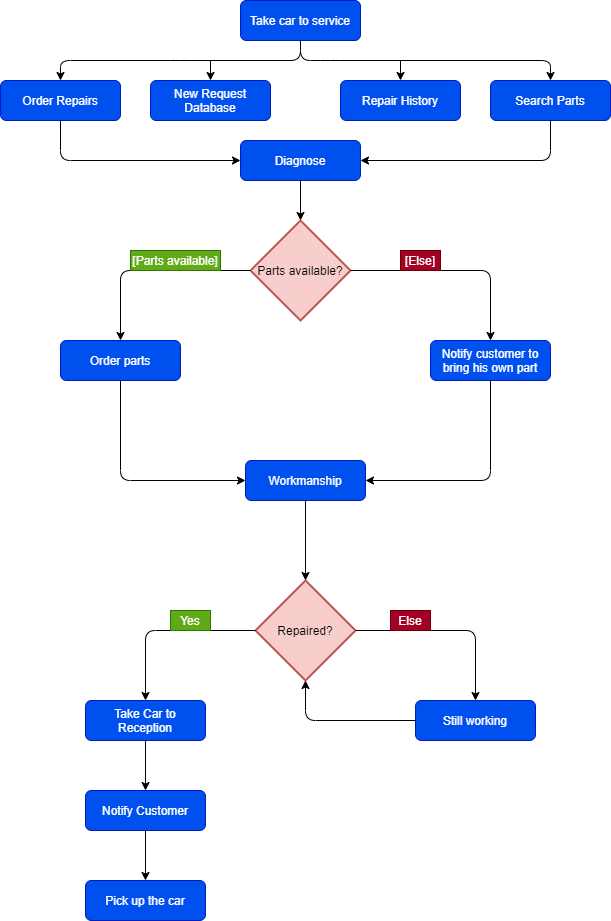 Take car to service
Order Repairs
New Request
Database
Repair History
Search Parts
Diagnose
[Parts available]
Parts available?
[Else]
Order parts
Notify customer to
bring his own part
Workmanship
Yes
Repaired?
Else
Take Car to
Reception
Still working
Notify Customer
Pick up the car